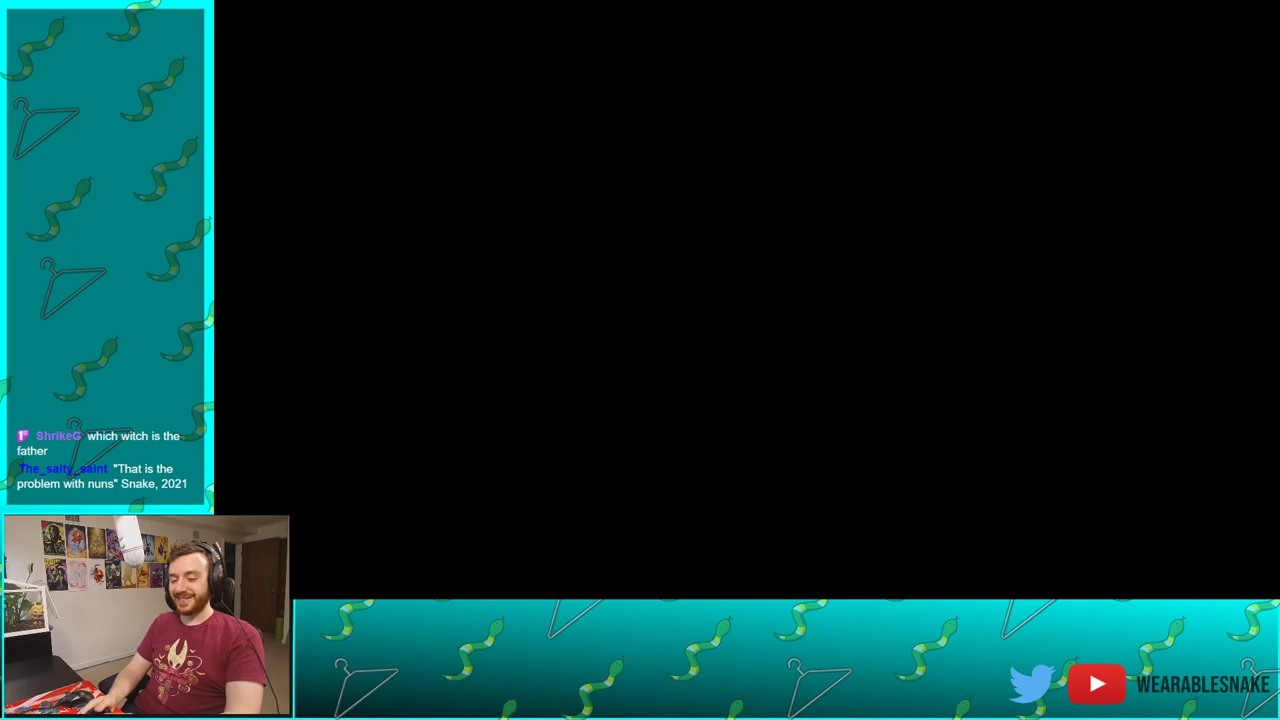 ShrikeG which witch is the
father
The_salty_saint "That is the
problem with nuns" Snake, 2021
WEARABLESNAKE